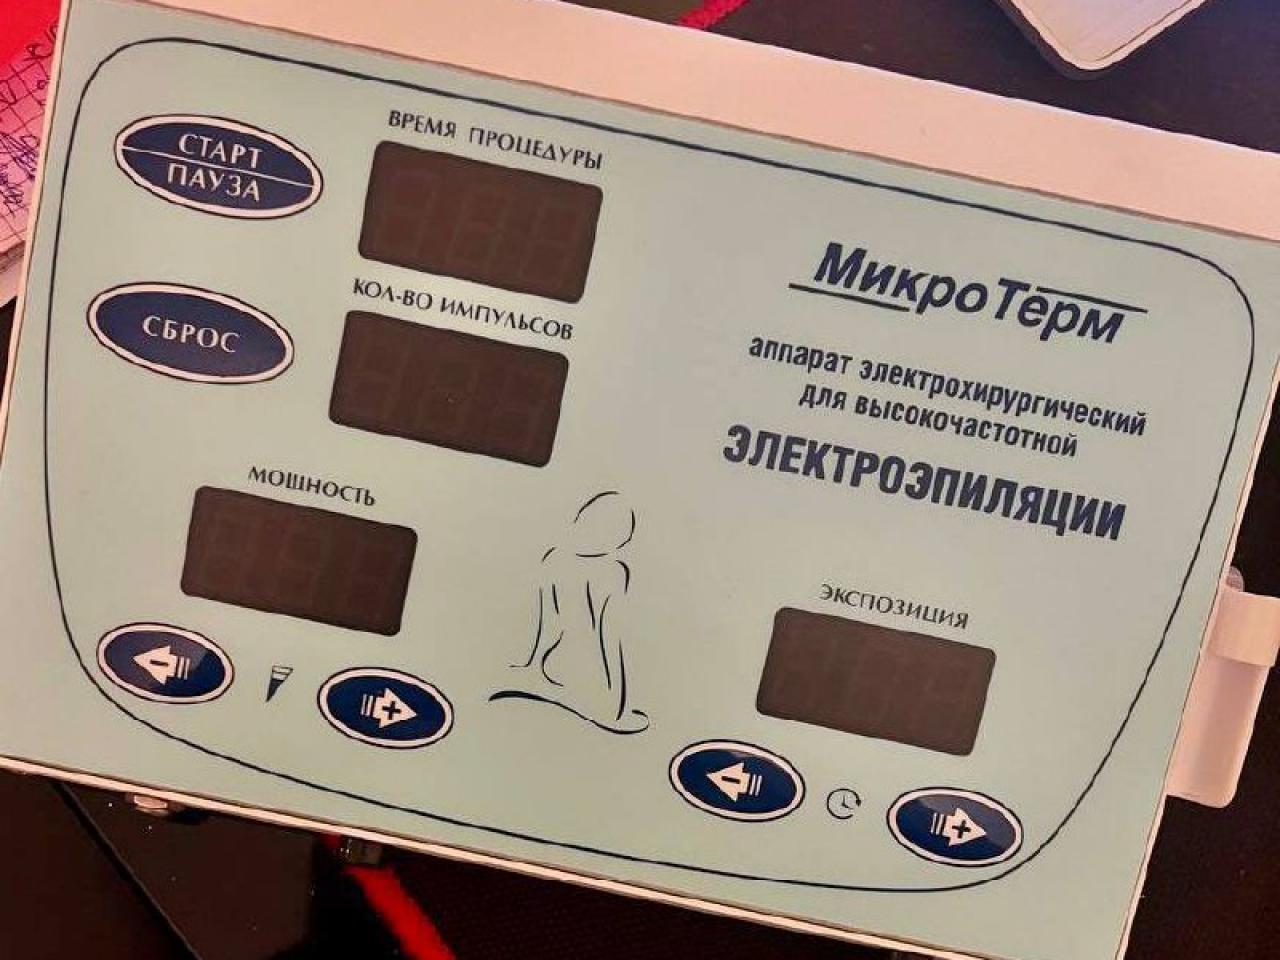 СТАРТ
ПАУЗА
ВРЕМЯ ПРОЦЕДУРЫ
СБРОС
КОЛ-ВО ИМПУЛЬСОВ
МОЩНОСТЬ
МикроТерм
аппарат электрохирургический
для высокочастотной
ЭЛЕКТРОЭПИЛЯЦИИ
ЭКСПОЗИЦИЯ